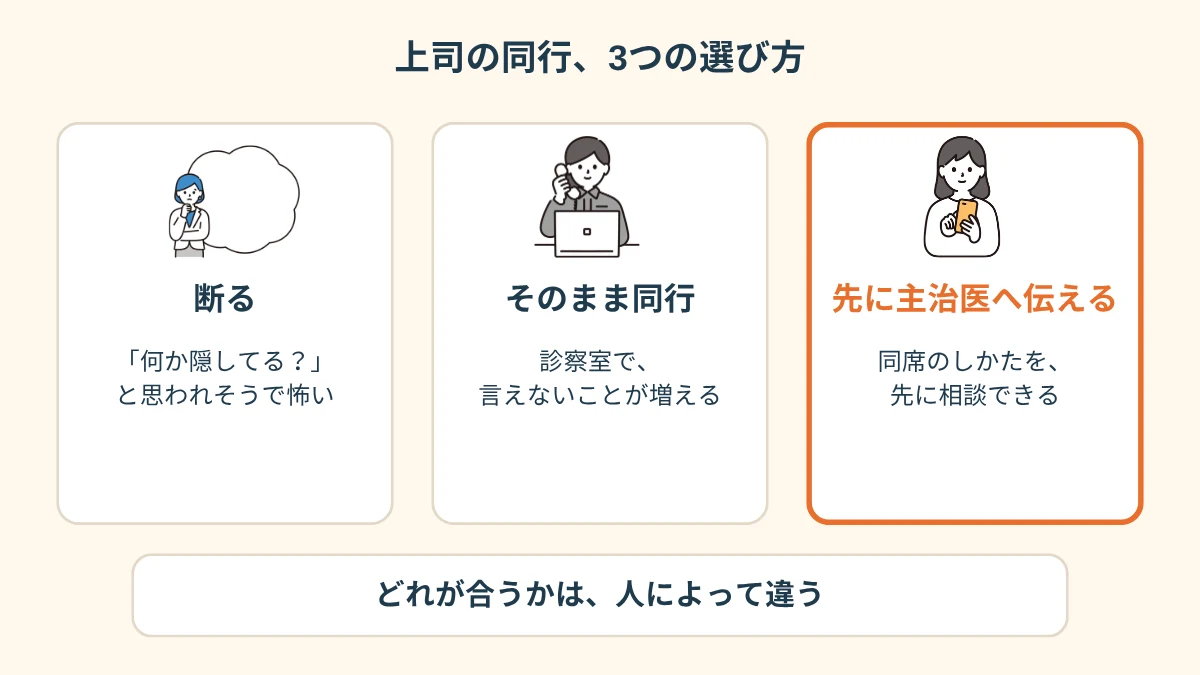 上司の同行、3つの選び方
断る
「何か隠してる？」
と思われそうで怖い
そのまま同行
診察室で、
言えないことが増える
先に主治医へ伝える
同席のしかたを、
先に相談できる
どれが合うかは、人によって違う